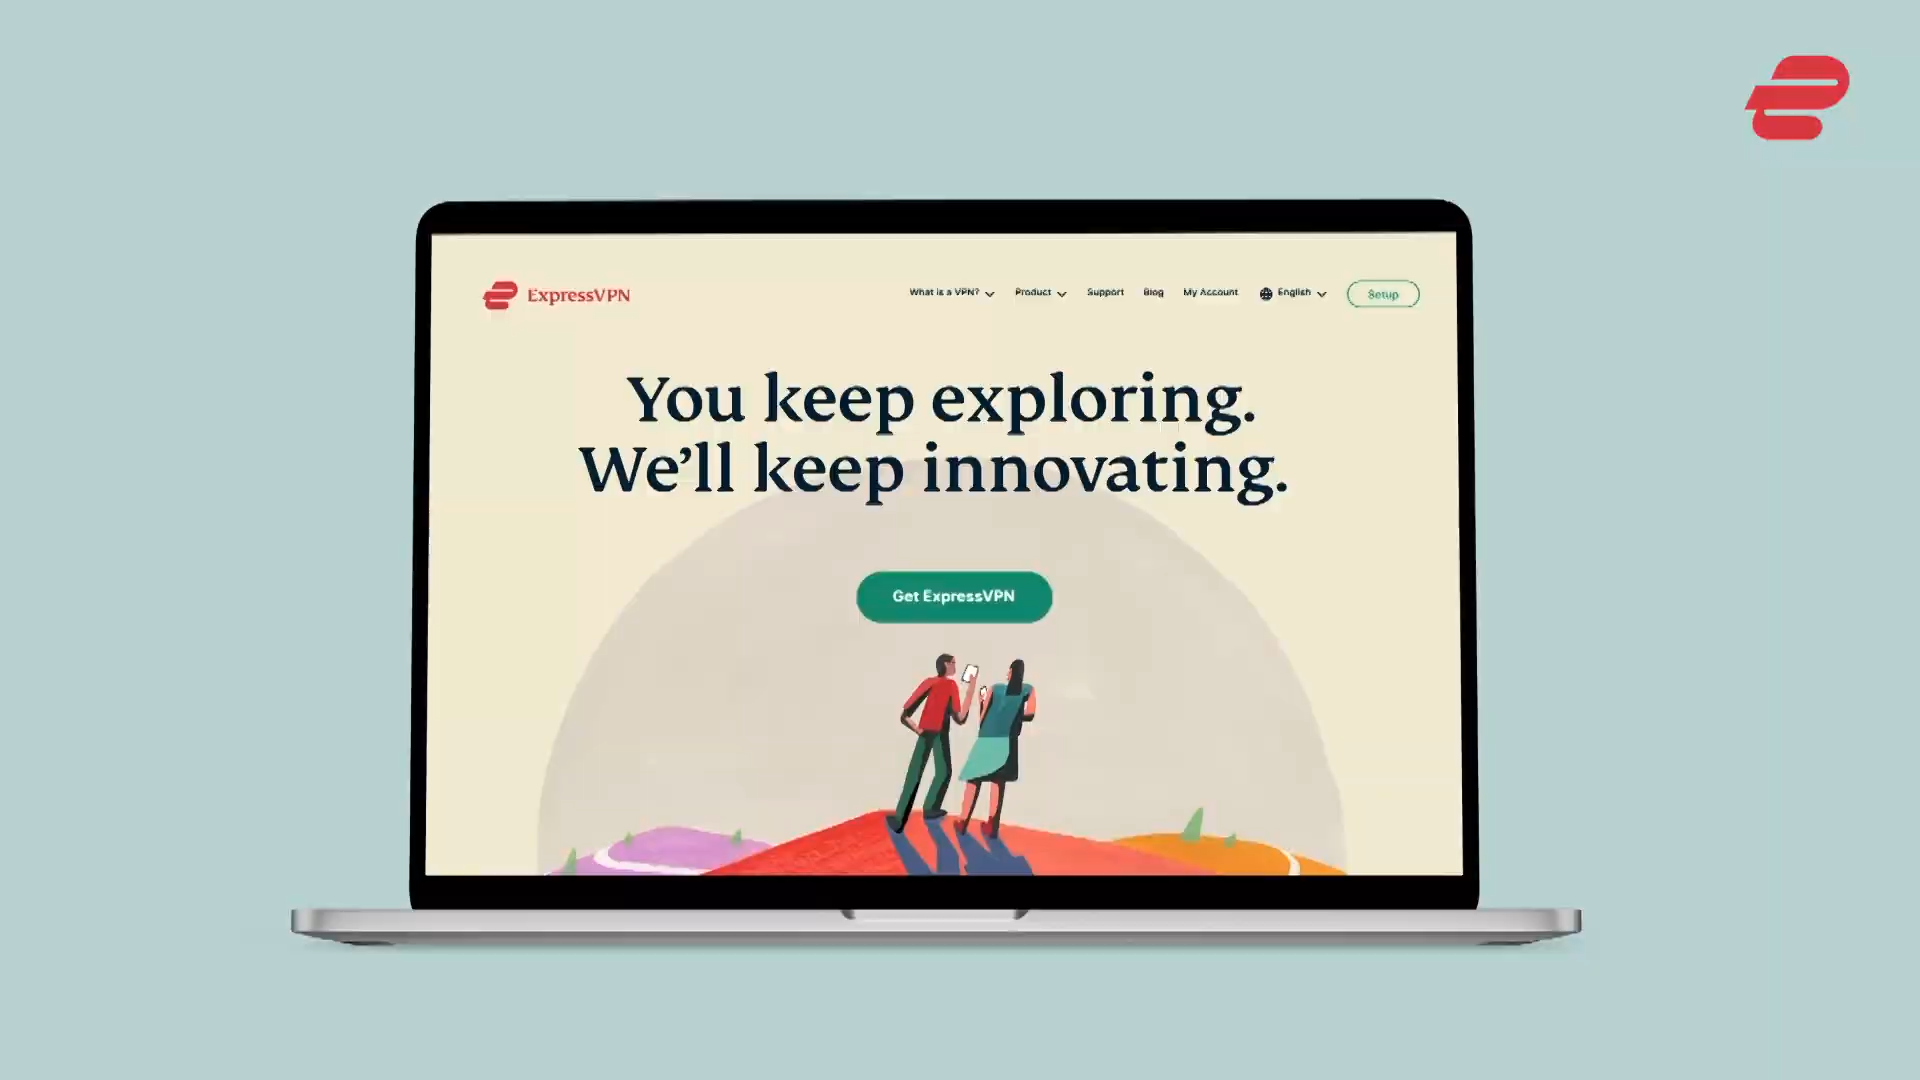 ExpressVPN
What is a VPN? Product Support Blog My Account English Setup
You keep exploring.
We’ll keep innovating.
Get ExpressVPN